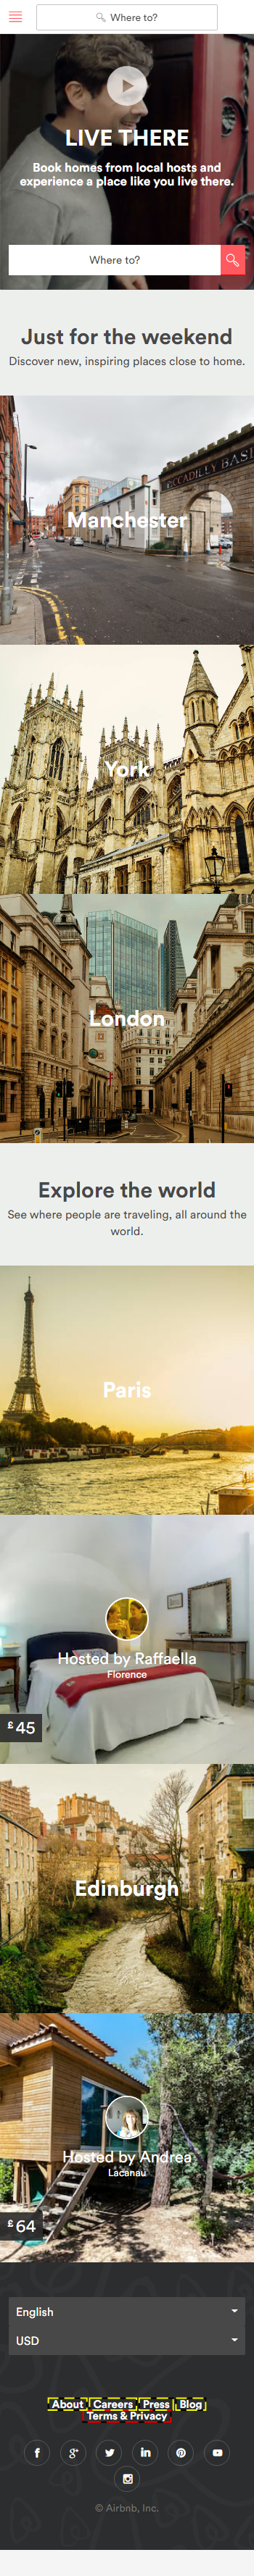 Where to?
LIVE THERE
Book homes from local hosts and
experience a place like you live there.
Where to?
Just for the weekend
Discover new, inspiring places close to home.
PICCADILLY BASI
Manchester
York
London
Explore the world
See where people are traveling, all around the
world.
Paris
Hosted by Raffaella
Florence
£ 45
Edinburgh
Hosted by Andrea
Lacanau
£ 64
English
USD
About Careers Press Blog
Terms & Privacy
© Airbnb, Inc.